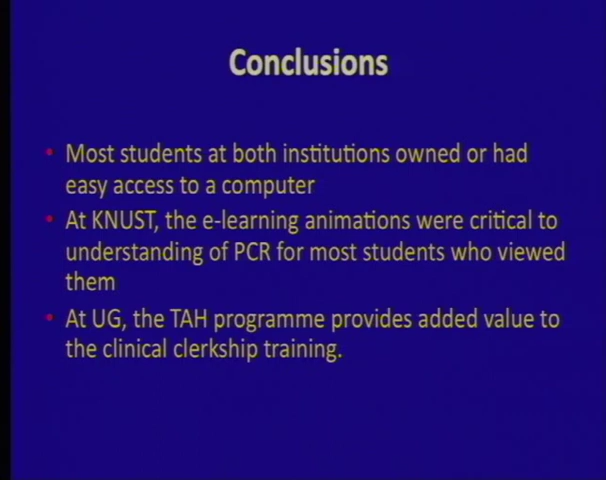 Conclusions
• Most students at both institutions owned or had
easy access to a computer
• At KNUST, the e-learning animations were critical to
understanding of PCR for most students who viewed
them
• At UG, the TAH programme provides added value to
the clinical clerkship training.